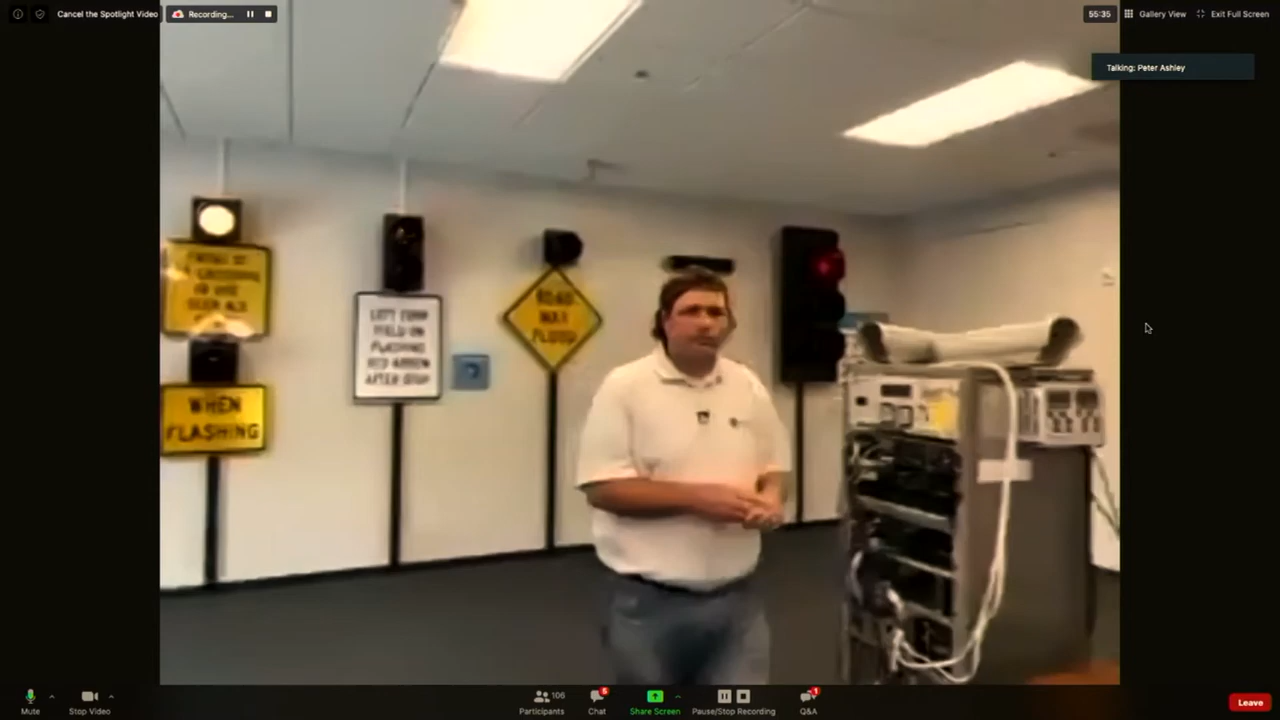 Cancel the Spotlight Video
Recording...
55:35
Gallery View
Exit Full Screen
Talking: Peter Ashley
LEFT TURN
YIELD ON
FLASHING
RED ARROW
AFTER STOP
ROAD
MAY
FLOOD
WHEN
FLASHING
Mute
Stop Video
106
Participants
5
Chat
Share Screen
Pause/Stop Recording
1
Q&A
Leave